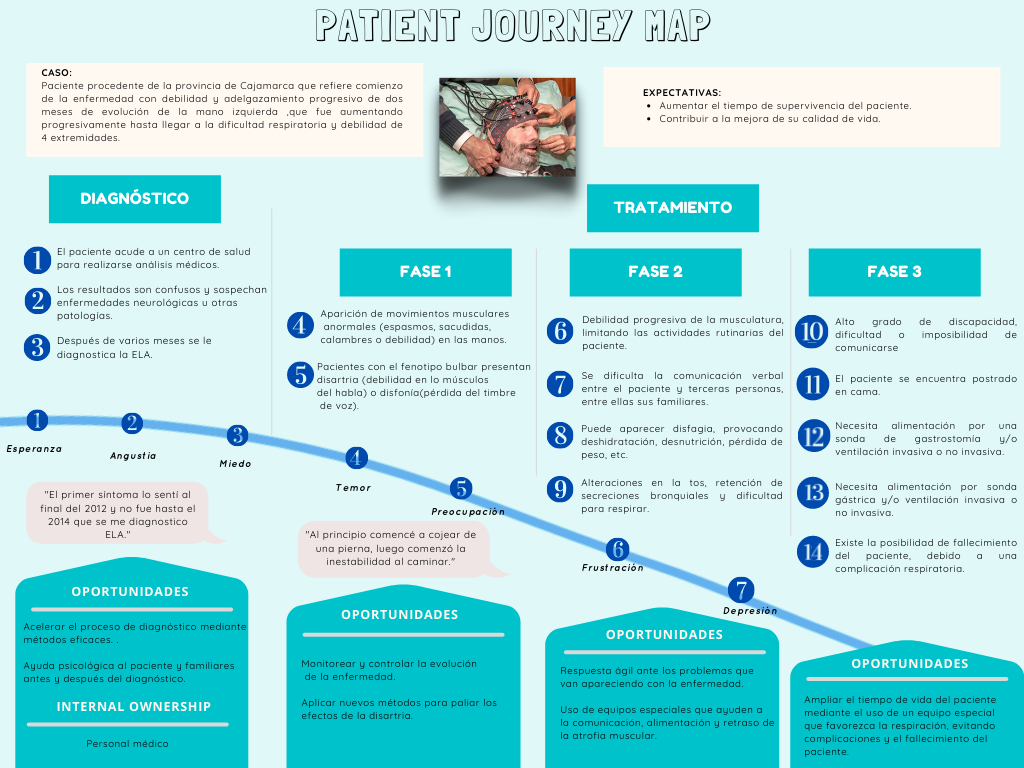 PATIENT JOURNEY MAP
CASO:
Paciente procedente de la provincia de Cajamarca que refiere comienzo
de la enfermedad con debilidad y adelgazamiento progresivo de dos
meses de evolución de la mano izquierda ,que fue aumentando
progresivamente hasta llegar a la dificultad respiratoria y debilidad de
4 extremidades.
EXPECTATIVAS:
• Aumentar el tiempo de supervivencia del paciente.
• Contribuir a la mejora de su calidad de vida.
DIAGNÓSTICO
1 El paciente acude a un centro de salud
para realizarse análisis médicos.
2 Los resultados son confusos y sospechan
enfermedades neurológicas u otras
patologías.
3 Después de varios meses se le
diagnostica la ELA.
TRATAMIENTO
FASE 1
4 Aparición de movimientos musculares
anormales (espasmos, sacudidas,
calambres o debilidad) en las manos.
5 Pacientes con el fenotipo bulbar presentan
disartria (debilidad en lo músculos
del habla) o disfonía(pérdida del timbre
de voz).
FASE 2
6 Debilidad progresiva de la musculatura,
limitando las actividades rutinarias del
paciente.
7 Se dificulta la comunicación verbal
entre el paciente y terceras personas,
entre ellas sus familiares.
8 Puede aparecer disfagia, provocando
deshidratación, desnutrición, pérdida de
peso, etc.
9 Alteraciones en la tos, retención de
secreciones bronquiales y dificultad
para respirar.
FASE 3
10 Alto grado de discapacidad,
dificultad o imposibilidad de
comunicarse
11 El paciente se encuentra postrado
en cama.
12 Necesita alimentación por una
sonda de gastrostomía y/o
ventilación invasiva o no invasiva.
13 Necesita alimentación por sonda
gástrica y/o ventilación invasiva o
no invasiva.
14 Existe la posibilidad de fallecimiento
del paciente, debido a una
complicación respiratoria.
1
Esperanza
2
Angustia
3
Miedo
4
Temor
5
Preocupación
6
Frustración
7
Depresión
"El primer síntoma lo sentí al
final del 2012 y no fue hasta el
2014 que se me diagnostico
ELA."
"Al principio comencé a cojear de
una pierna, luego comenzó la
inestabilidad al caminar."
OPORTUNIDADES
Acelerar el proceso de diagnóstico mediante
métodos eficaces. .
Ayuda psicológica al paciente y familiares
antes y después del diagnóstico.
INTERNAL OWNERSHIP
Personal médico
OPORTUNIDADES
Monitorear y controlar la evolución
de la enfermedad.
Aplicar nuevos métodos para paliar los
efectos de la disartria.
OPORTUNIDADES
Respuesta ágil ante los problemas que
van apareciendo con la enfermedad.
Uso de equipos especiales que ayuden a
la comunicación, alimentación y retraso de
la atrofia muscular.
OPORTUNIDADES
Ampliar el tiempo de vida del paciente
mediante el uso de un equipo especial
que favorezca la respiración, evitando
complicaciones y el fallecimiento del
paciente.